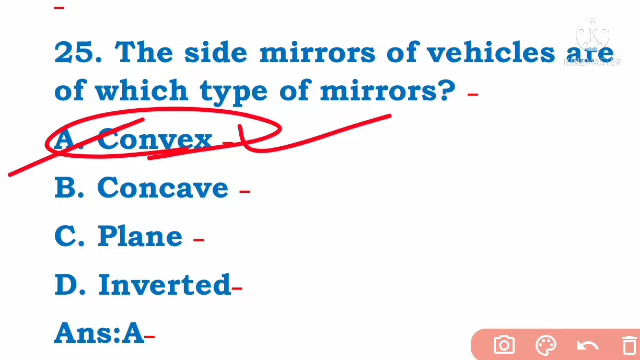 25. The side mirrors of vehicles are
of which type of mirrors? -
A. Convex -
B. Concave -
C. Plane -
D. Inverted-
Ans:A-